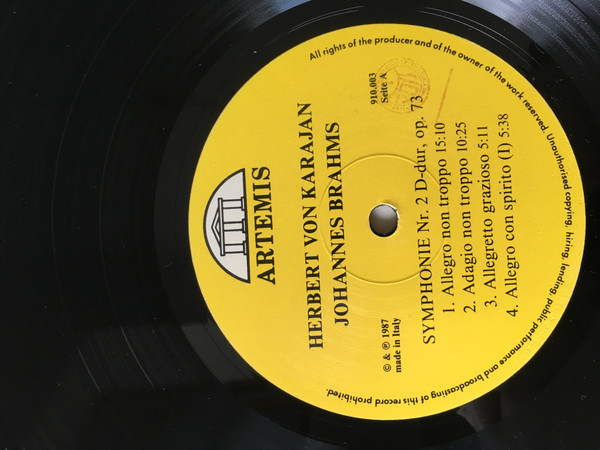 ARTEMIS
HERBERT VON KARAJAN
JOHANNES BRAHMS
910.003
Seite A
© & ℗ 1987
made in Italy
SYMPHONIE Nr. 2 D-dur, op. 73
1. Allegro non troppo 15:10
2. Adagio non troppo 10:25
3. Allegretto grazioso 5:11
4. Allegro con spirito (I) 5:38
All rights of the producer and of the owner of the work reserved. Unauthorised copying, hiring, lending, public performance and broadcasting of this record prohibited.